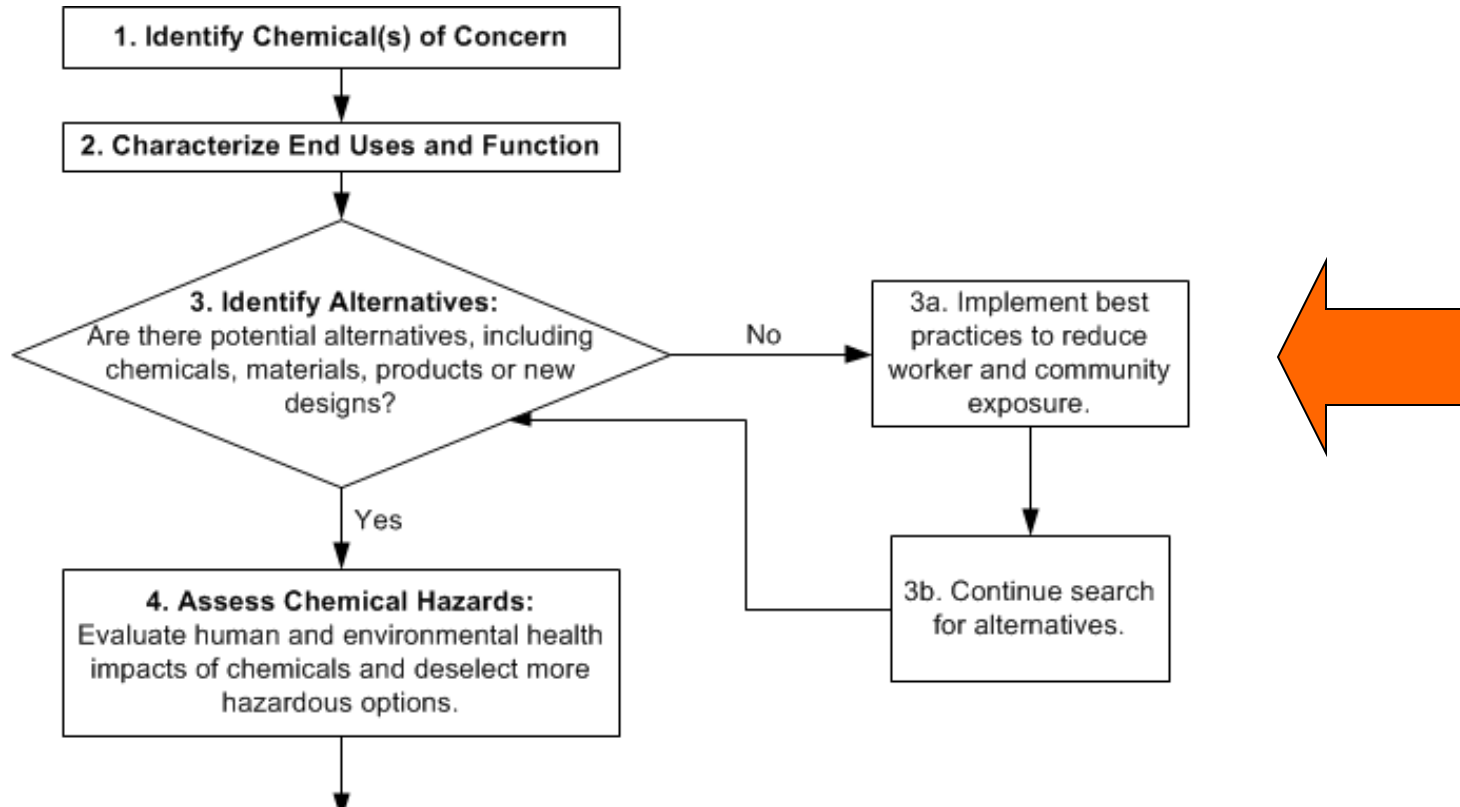 1. Identify Chemical(s) of Concern
2. Characterize End Uses and Function
3. Identify Alternatives:
Are there potential alternatives, including
chemicals, materials, products or new
designs?
No
3a. Implement best
practices to reduce
worker and community
exposure.
3b. Continue search
for alternatives.
Yes
4. Assess Chemical Hazards:
Evaluate human and environmental health
impacts of chemicals and deselect more
hazardous options.